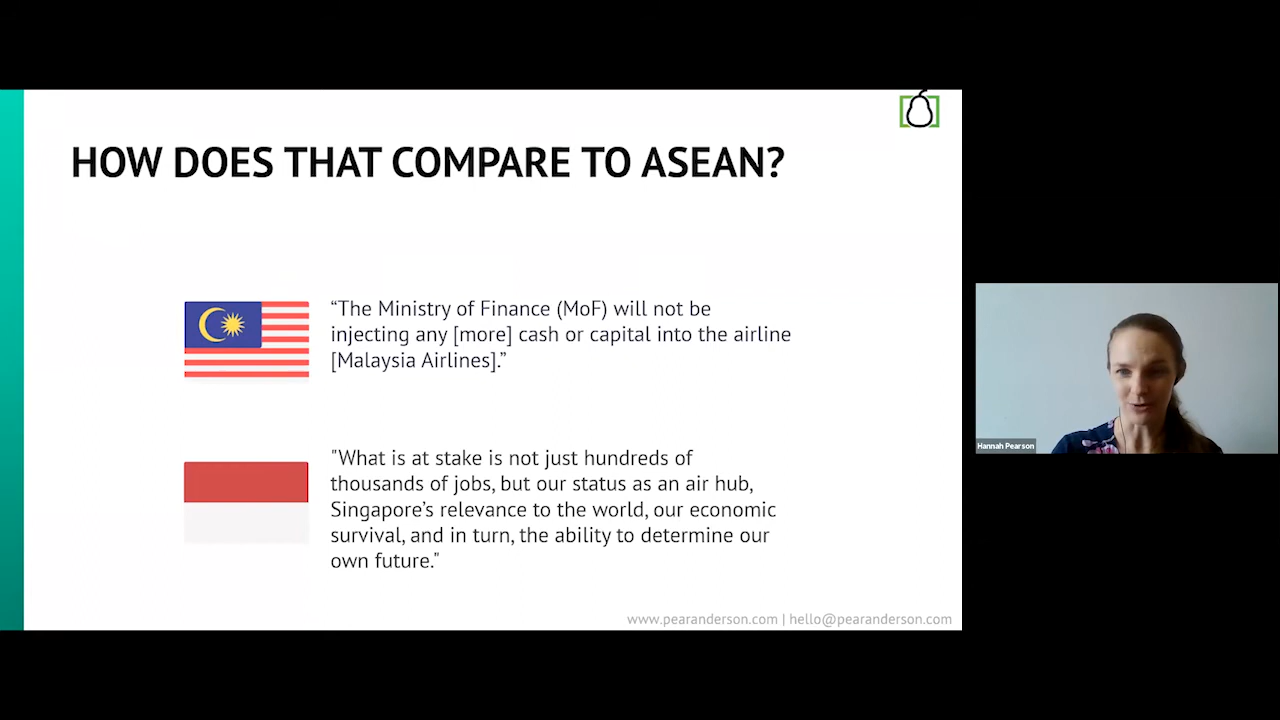 HOW DOES THAT COMPARE TO ASEAN?
“The Ministry of Finance (MoF) will not be
injecting any [more] cash or capital into the airline
[Malaysia Airlines].”
"What is at stake is not just hundreds of
thousands of jobs, but our status as an air hub,
Singapore’s relevance to the world, our economic
survival, and in turn, the ability to determine our
own future."
www.pearanderson.com | hello@pearanderson.com
Hannah Pearson